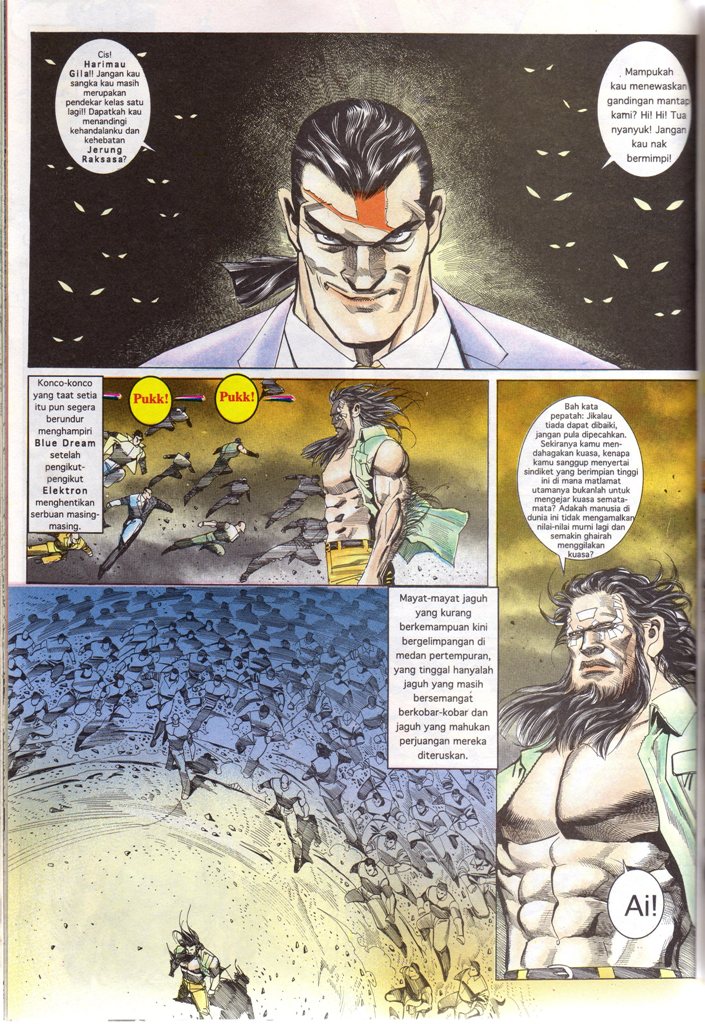 Cis!
Harimau
Gila!! Jangan kau
sangka kau masih
merupakan
pendekar kelas satu
lagi!! Dapatkah kau
menandingi
kehandalanku dan
kehebatan
Jerung
Raksasa?
Mampukah
kau menewaskan
gandingan mantap
kami? Hi! Hi! Tua
nyanyuk! Jangan
kau nak
bermimpi!
Konco-konco
yang taat setia
itu pun segera
berundur
menghampiri
Blue Dream
setelah
pengikut-
pengikut
Elektron
menghentikan
serbuan masing-
masing.
Pukk!
Pukk!
Bah kata
pepatah: Jikalau
tiada dapat dibaiki,
jangan pula dipecahkan.
Sekiranya kamu men-
dahagakan kuasa, kenapa
kamu sanggup menyertai
sindiket yang berimpian tinggi
ini di mana matlamat
utamanya bukanlah untuk
mengejar kuasa semata-
mata? Adakah manusia di
dunia ini tidak mengamalkan
nilai-nilai murni lagi dan
semakin ghairah
menggilakan
kuasa?
Mayat-mayat jaguh
yang kurang
berkemampuan kini
bergelimpangan di
medan pertempuran,
yang tinggal hanyalah
jaguh yang masih
bersemangat
berkobar-kobar dan
jaguh yang mahukan
perjuangan mereka
diteruskan.
Ai!